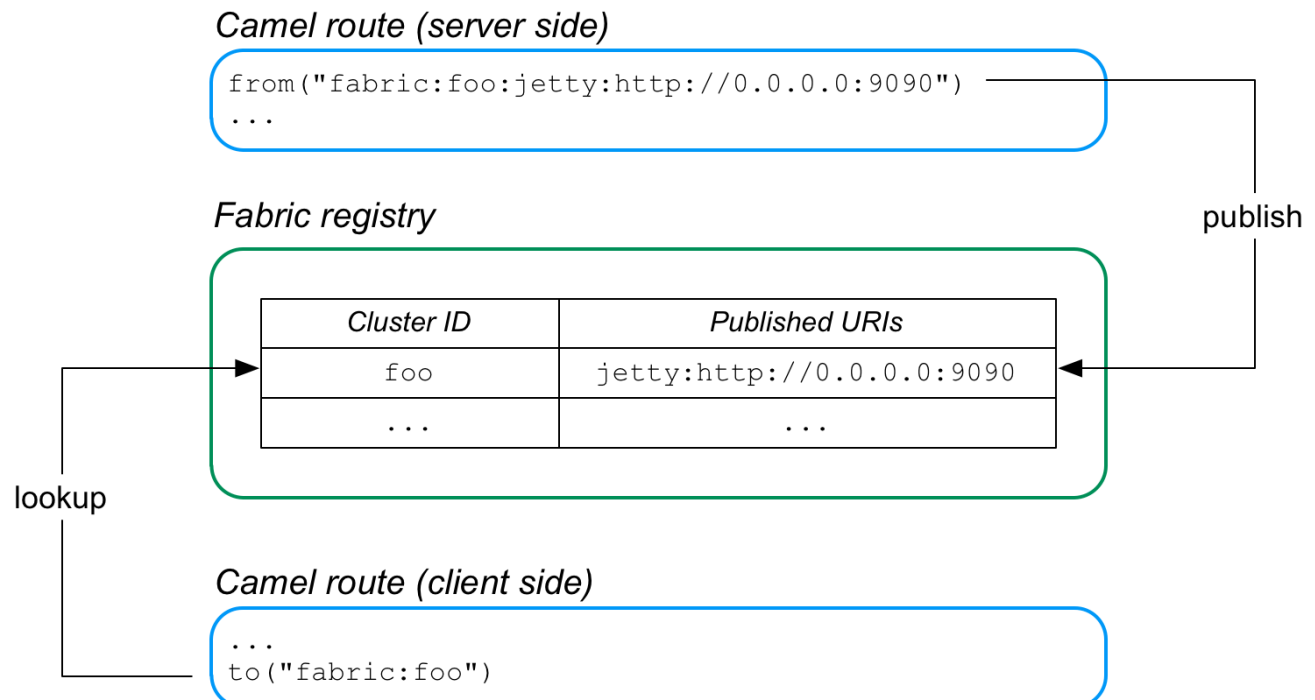 Camel route (server side)
from("fabric:foo:jetty:http://0.0.0.0:9090")
...
publish
Fabric registry
Cluster ID Published URIs
foo jetty:http://0.0.0.0:9090
... ...
lookup
Camel route (client side)
...
to("fabric:foo")